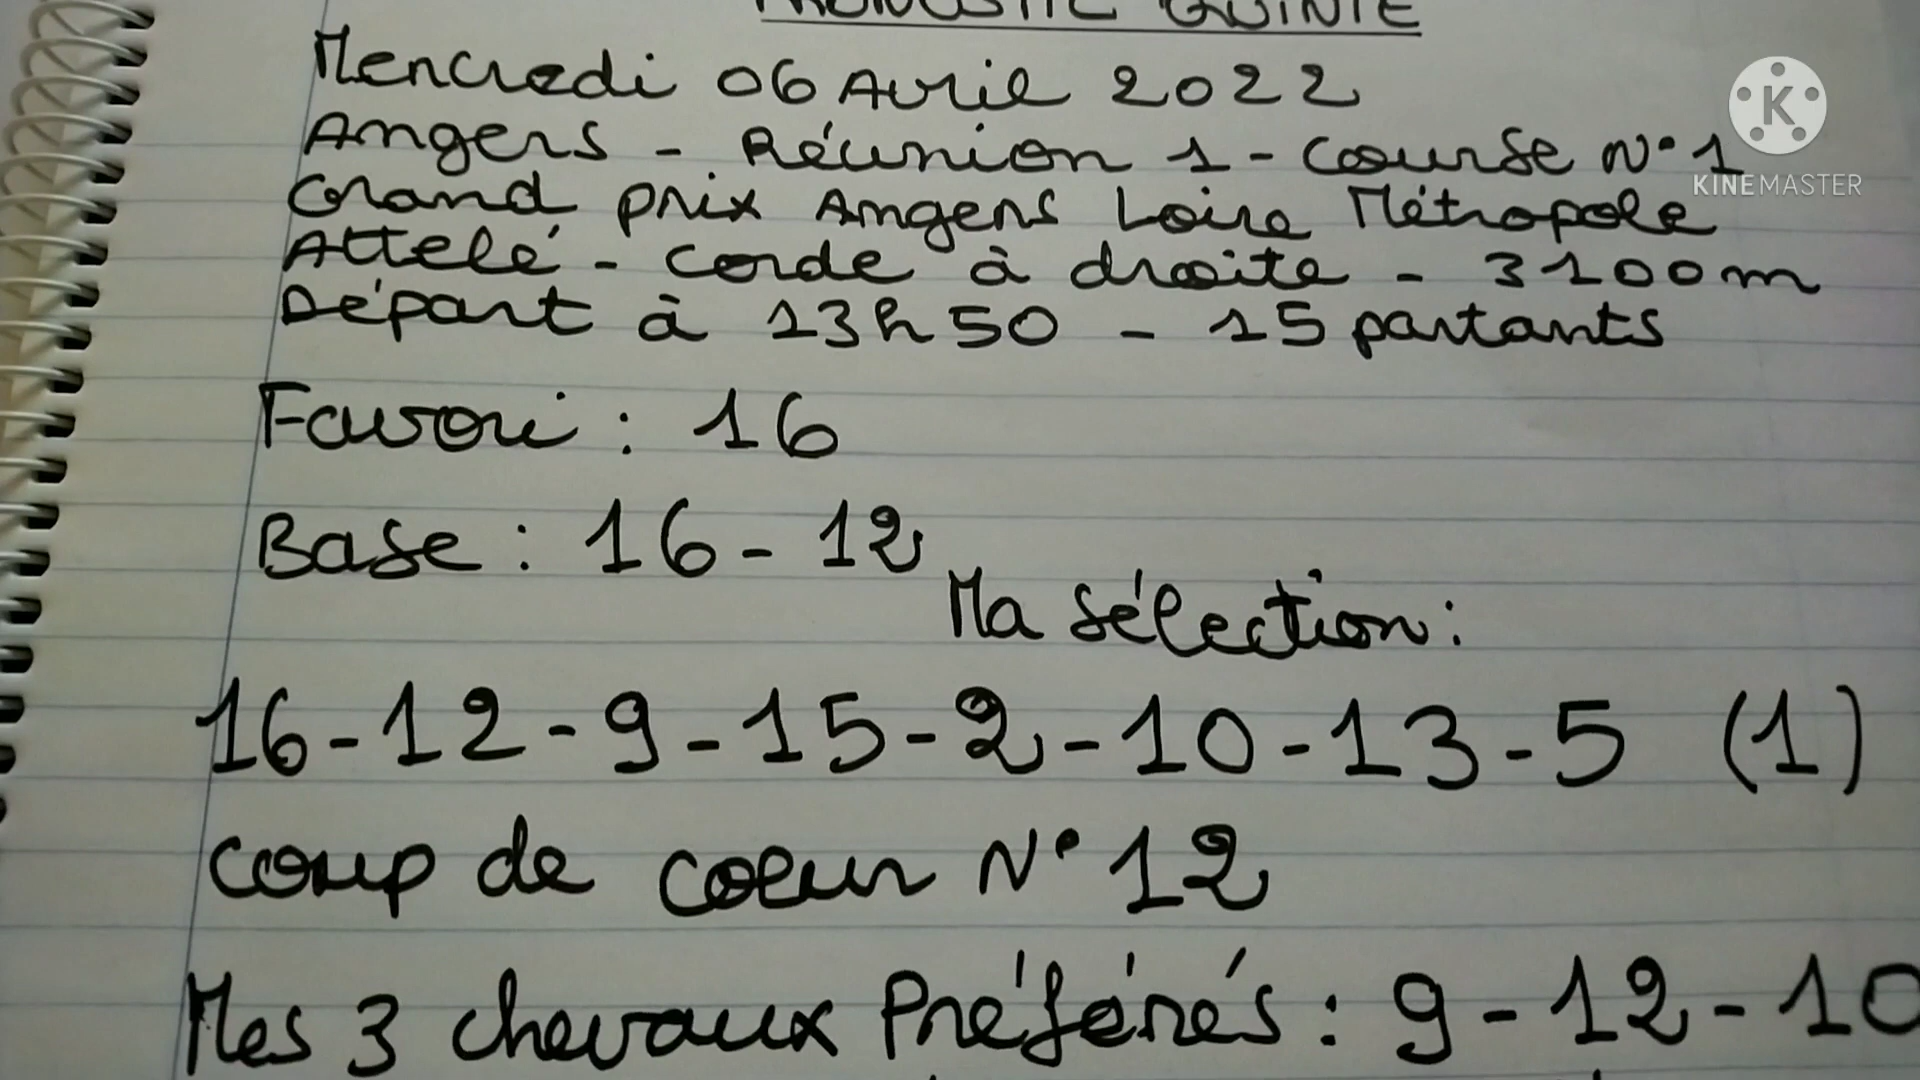 PRONOSTIC QUINTE
Mercredi 06 Avril 2022
Angers - Réunion 1 - Course N°1
Grand prix Angers Loire Métropole
Attelé - Corde à droite - 3100m
Départ à 13h50 - 15 partants
Favori : 16
Base : 16 - 12
Ma sélection :
16 - 12 - 9 - 15 - 2 - 10 - 13 - 5 (1)
Coup de coeur N° 12
Mes 3 chevaux Préférés : 9 - 12 - 10
K
KINEMASTER